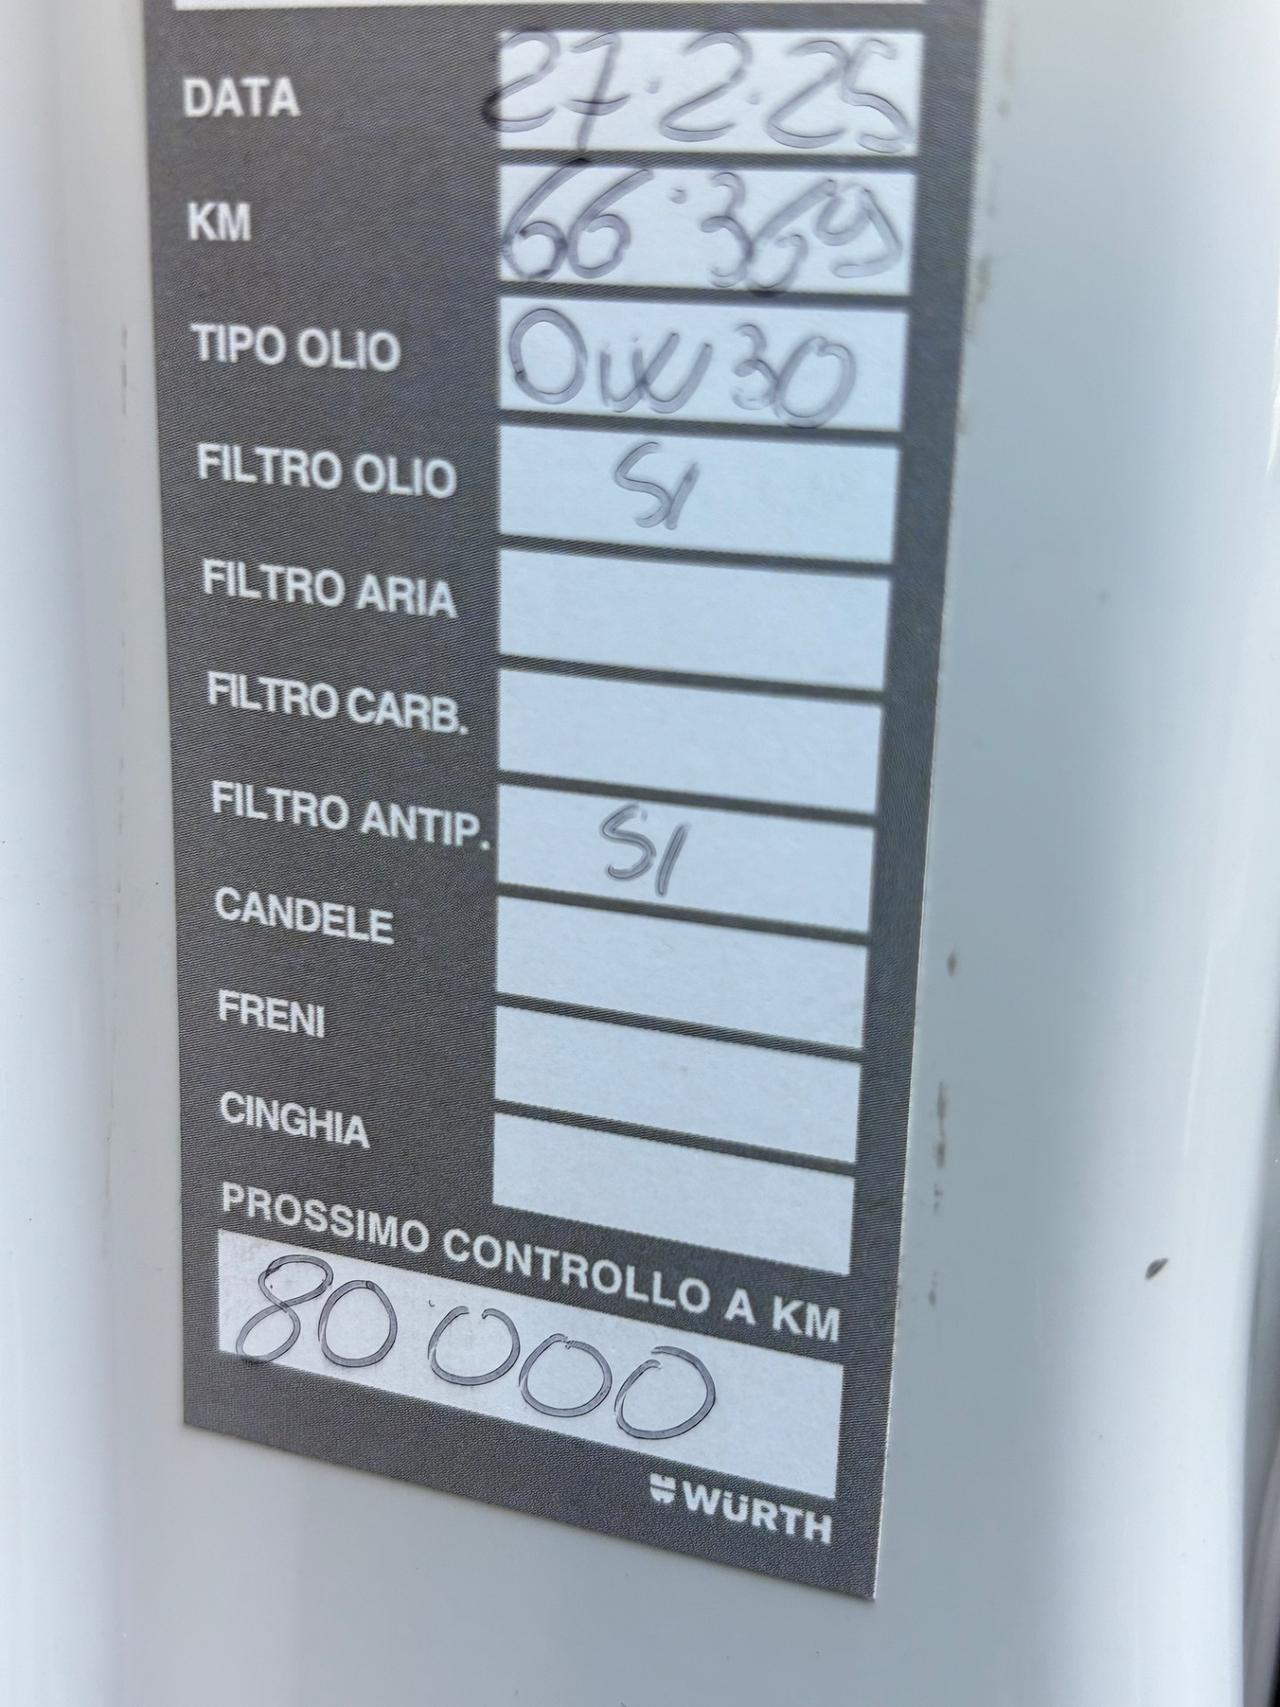 DATA 27.2.25
KM 66.369
TIPO OLIO 0W30
FILTRO OLIO SI
FILTRO ARIA
FILTRO CARB.
FILTRO ANTIP. SI
CANDELE
FRENI
CINGHIA
PROSSIMO CONTROLLO A KM
80000
WÜRTH